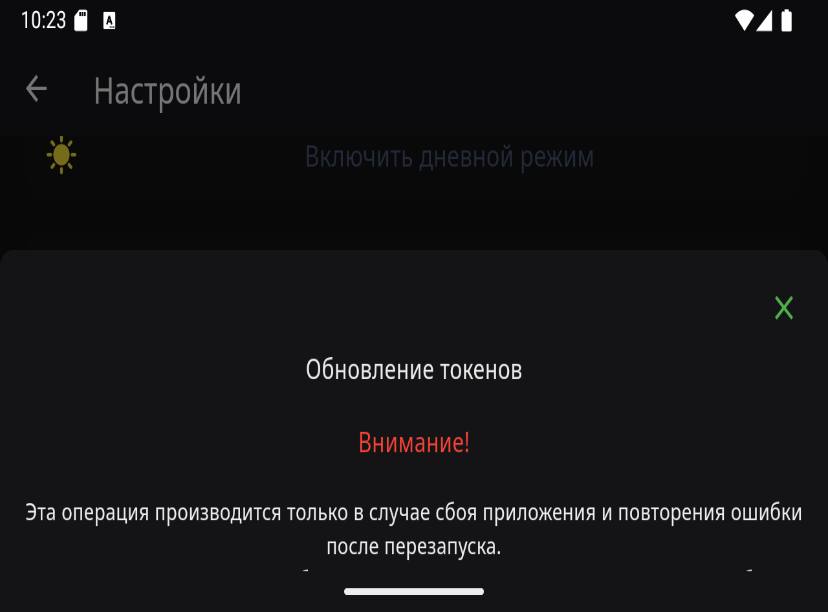 10:23
Настройки
Включить дневной режим
Обновление токенов
Внимание!
Эта операция производится только в случае сбоя приложения и повторения ошибки
после перезапуска.